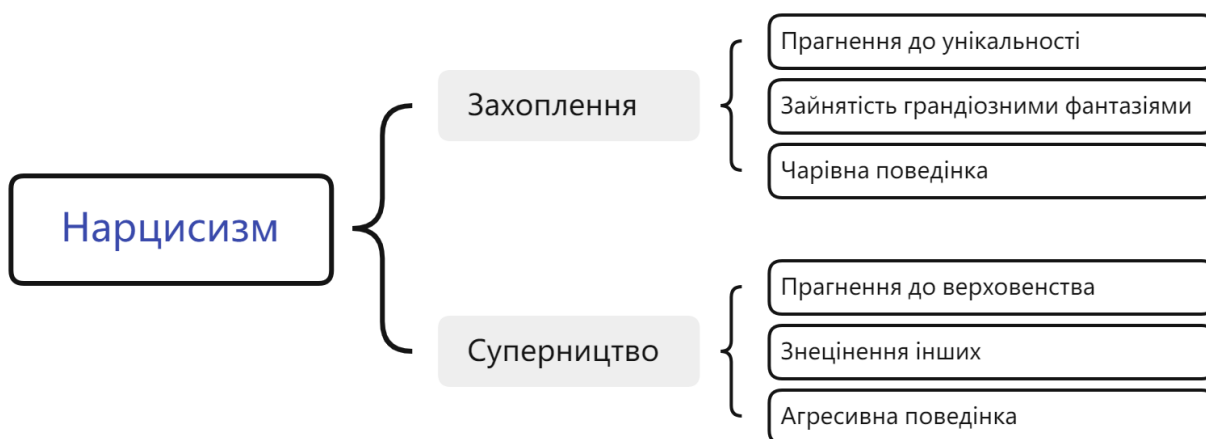 Нарцисизм
Захоплення
Прагнення до унікальності
Зайнятість грандіозними фантазіями
Чарівна поведінка
Суперництво
Прагнення до верховенства
Знецінення інших
Агресивна поведінка